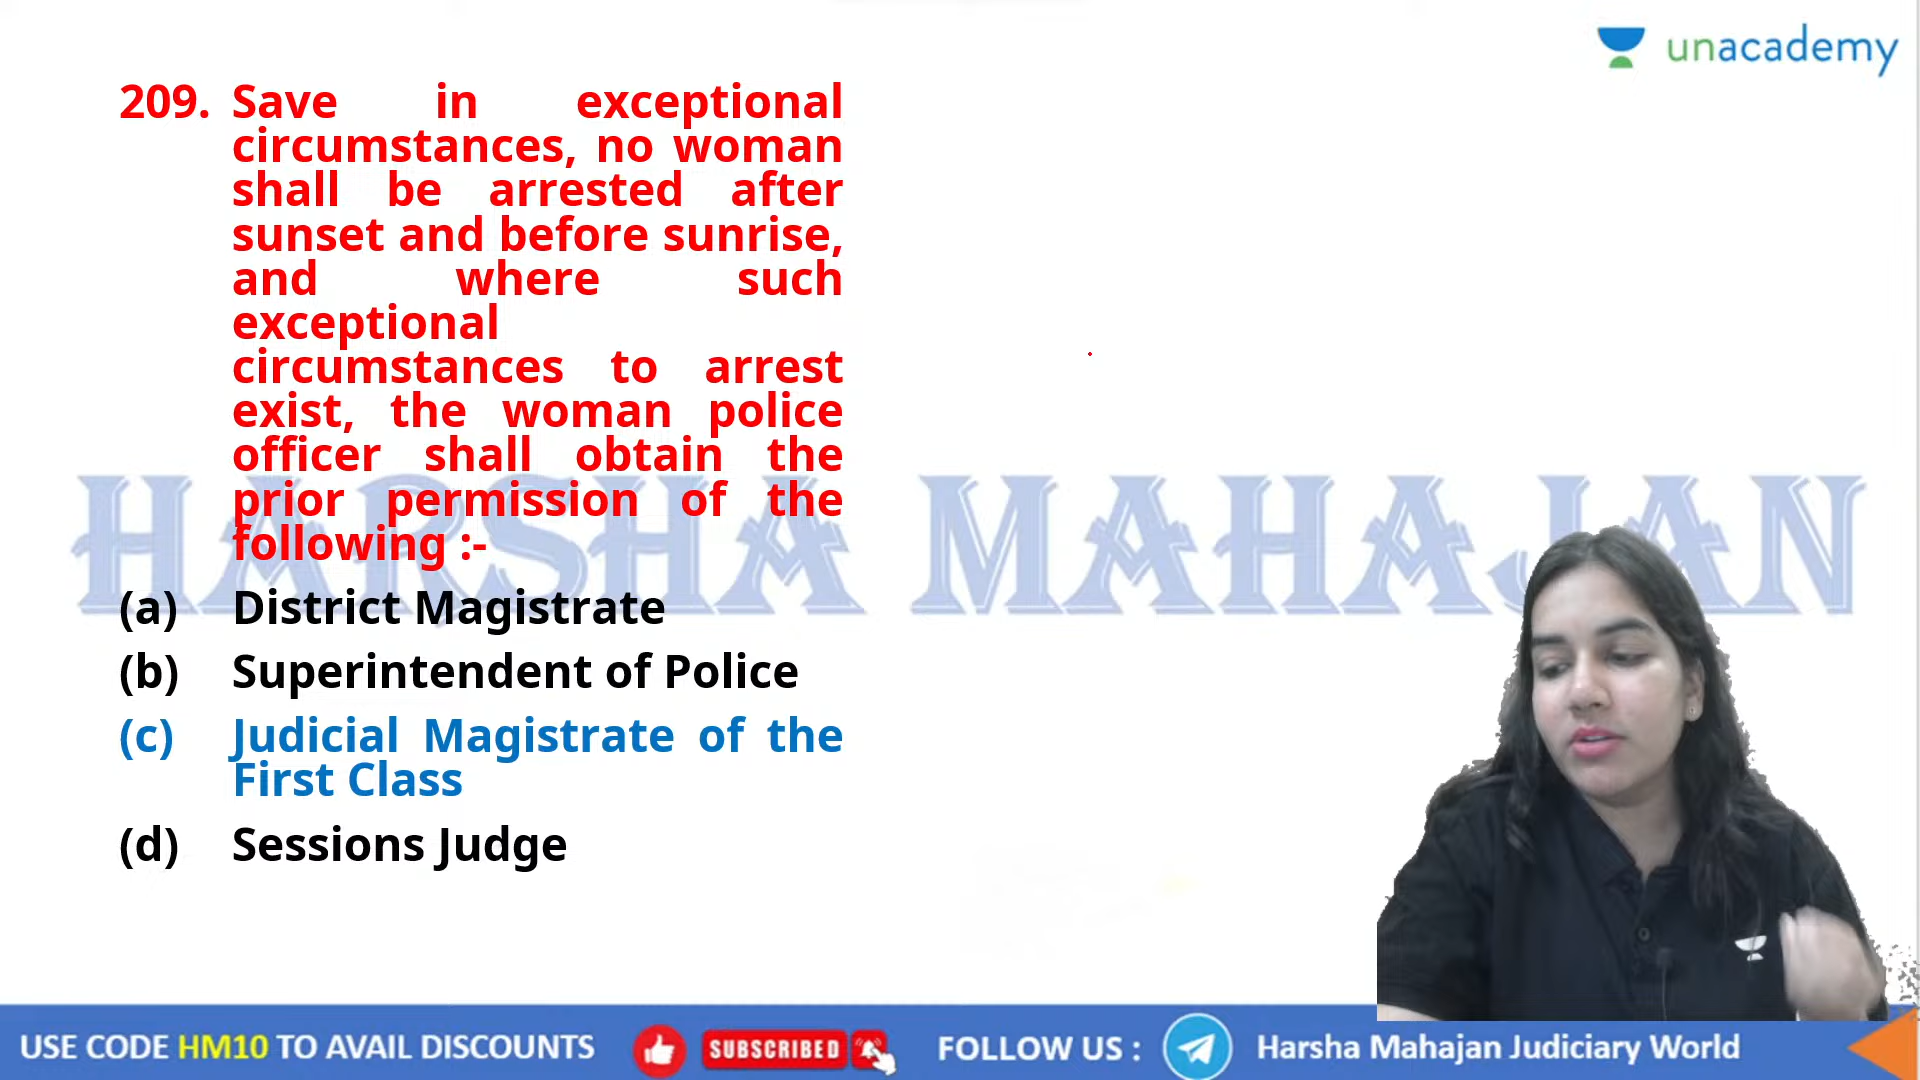 unacademy
209. Save in exceptional
circumstances, no woman
shall be arrested after
sunset and before sunrise,
and where such
exceptional
circumstances to arrest
exist, the woman police
officer shall obtain the
prior permission of the
following :-
HARSHA MAHAJAN
(a) District Magistrate
(b) Superintendent of Police
(c) Judicial Magistrate of the
First Class
(d) Sessions Judge
USE CODE HM10 TO AVAIL DISCOUNTS SUBSCRIBED FOLLOW US : Harsha Mahajan Judiciary World